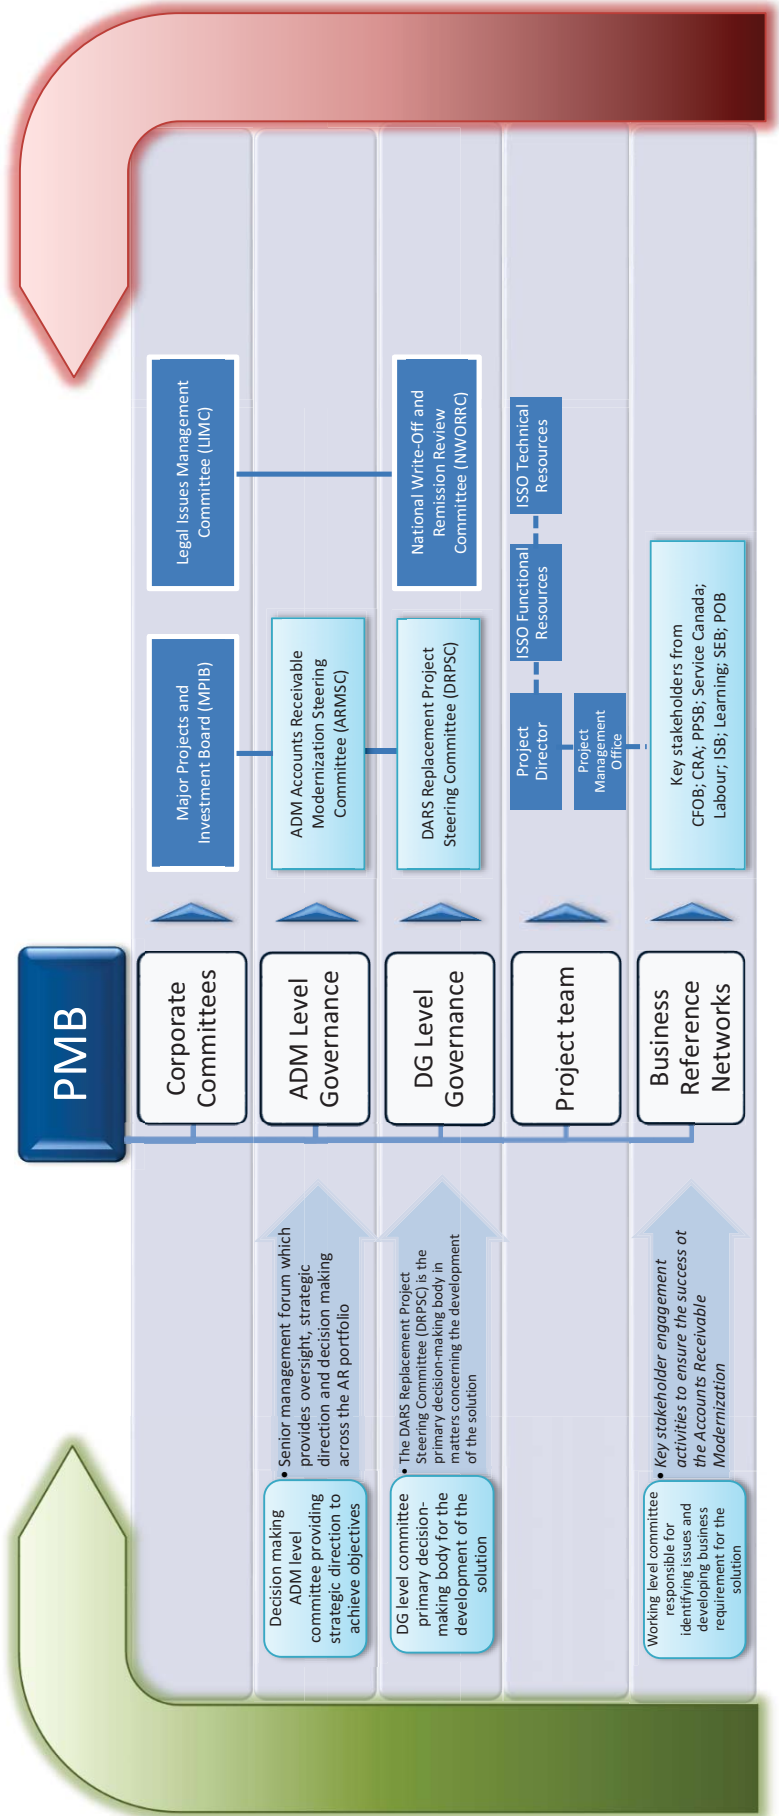 PMB
Corporate
Committees
Major Projects and
Investment Board (MPIB)
Legal Issues Management
Committee (LIMC)
Decision making
ADM level
committee providing
strategic direction to
achieve objectives
• Senior management forum which
provides oversight, strategic
direction and decision making
across the AR portfolio
ADM Level
Governance
ADM Accounts Receivable
Modernization Steering
Committee (ARMSC)
DG level committee
primary decision-
making body for the
development of the
solution
• The DARS Replacement Project
Steering Committee (DRPSC) is the
primary decision-making body in
matters concerning the development
of the solution
DG Level
Governance
DARS Replacement Project
Steering Committee (DRPSC)
National Write-Off and
Remission Review
Committee (NWORRC)
Project team
Project
Director
ISSO Functional
Resources
ISSO Technical
Resources
Project
Management
Office
Working level committee
responsible for
identifying issues and
developing business
requirement for the
solution
• Key stakeholder engagement
activities to ensure the success of
the Accounts Receivable
Modernization
Business
Reference
Networks
Key stakeholders from
CFOB; CRA; PPSB; Service Canada;
Labour; ISB; Learning; SEB; POB